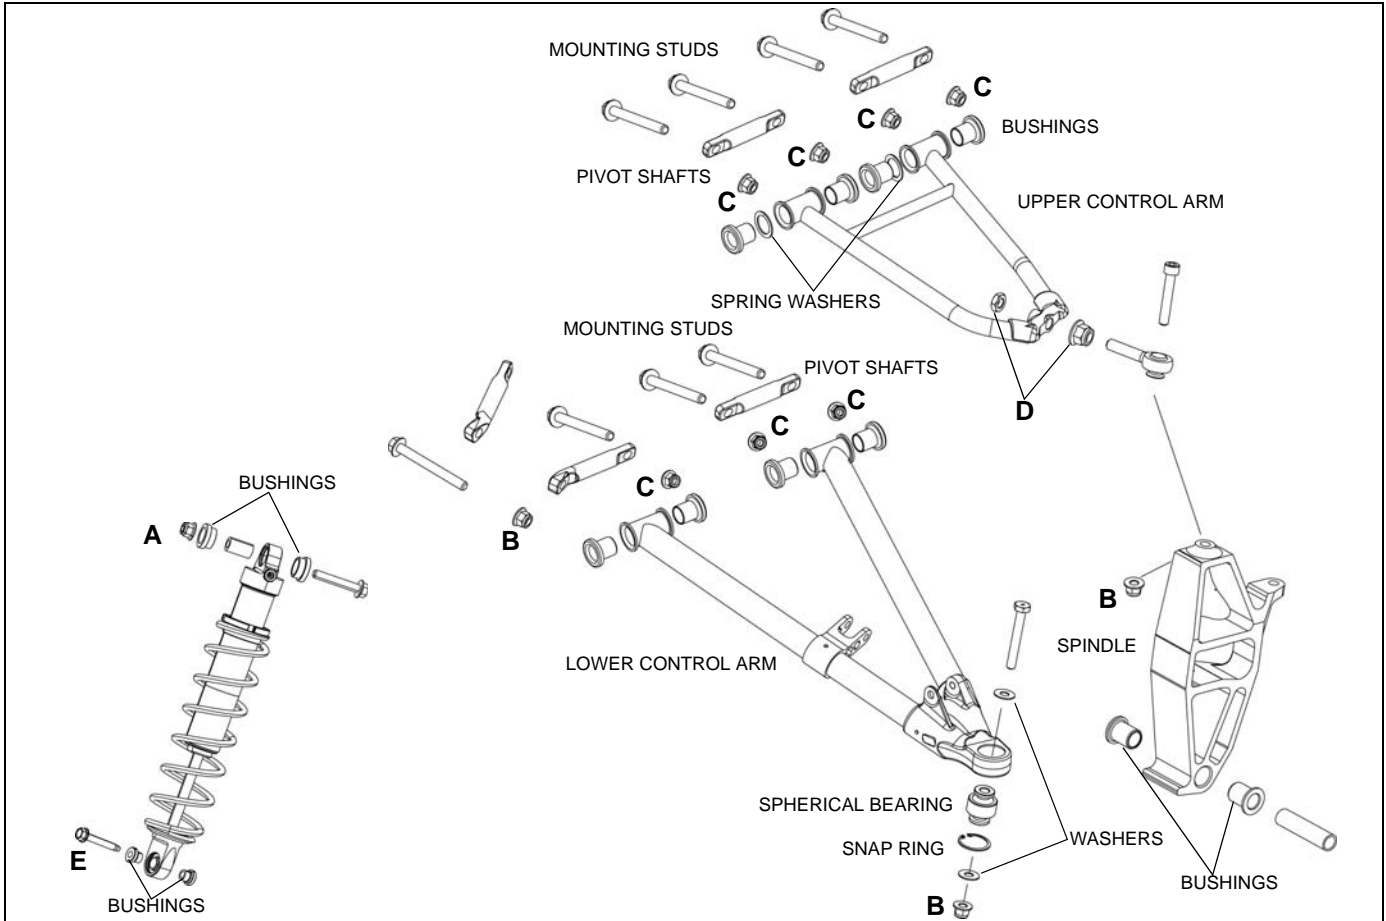 MOUNTING STUDS
C
C
BUSHINGS
C
PIVOT SHAFTS
C
UPPER CONTROL ARM
SPRING WASHERS
MOUNTING STUDS
PIVOT SHAFTS
D
C
C
BUSHINGS
C
A
B
B
SPINDLE
LOWER CONTROL ARM
SPHERICAL BEARING
WASHERS
SNAP RING
E
BUSHINGS
BUSHINGS
B